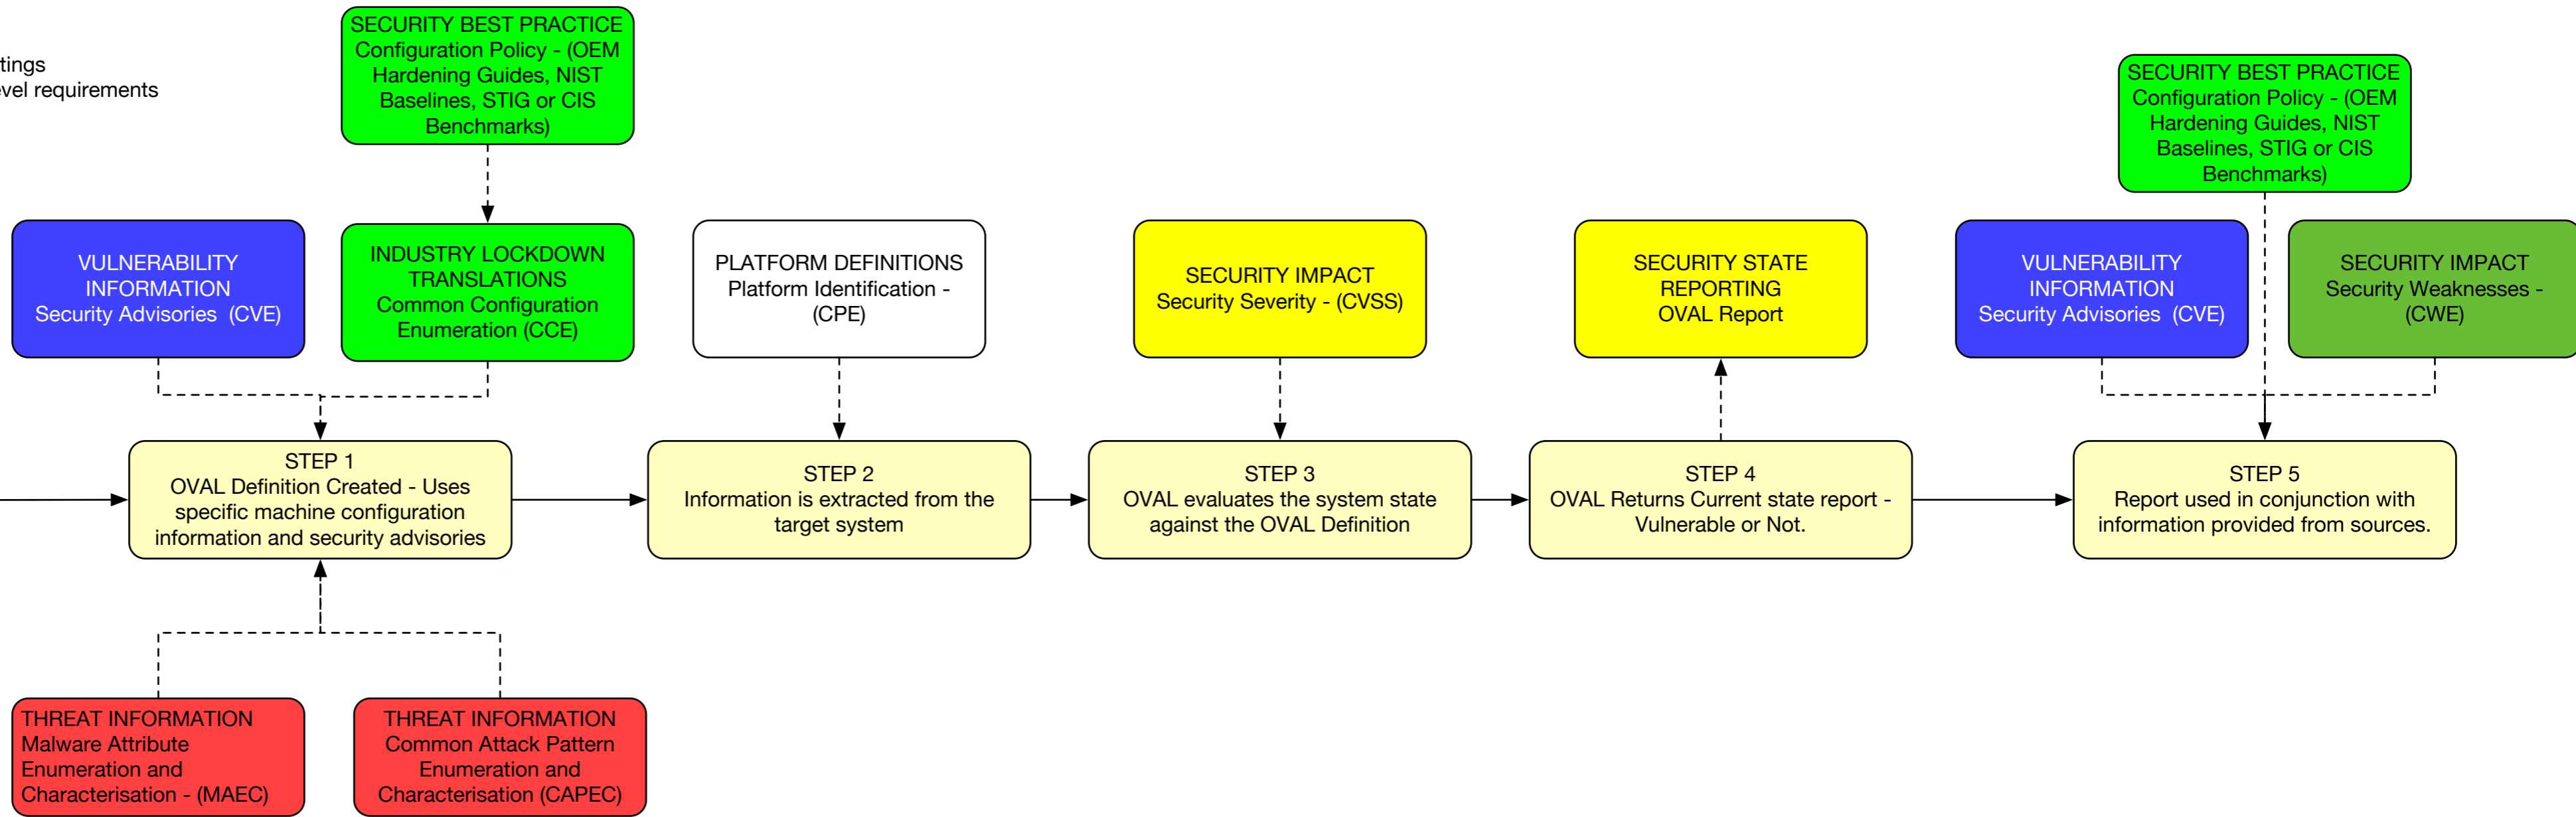 tings
evel requirements
SECURITY BEST PRACTICE
Configuration Policy - (OEM
Hardening Guides, NIST
Baselines, STIG or CIS
Benchmarks)
SECURITY BEST PRACTICE
Configuration Policy - (OEM
Hardening Guides, NIST
Baselines, STIG or CIS
Benchmarks)
VULNERABILITY
INFORMATION
Security Advisories (CVE)
INDUSTRY LOCKDOWN
TRANSLATIONS
Common Configuration
Enumeration (CCE)
PLATFORM DEFINITIONS
Platform Identification -
(CPE)
SECURITY IMPACT
Security Severity - (CVSS)
SECURITY STATE
REPORTING
OVAL Report
VULNERABILITY
INFORMATION
Security Advisories (CVE)
SECURITY IMPACT
Security Weaknesses -
(CWE)
STEP 1
OVAL Definition Created - Uses
specific machine configuration
information and security advisories
STEP 2
Information is extracted from the
target system
STEP 3
OVAL evaluates the system state
against the OVAL Definition
STEP 4
OVAL Returns Current state report -
Vulnerable or Not.
STEP 5
Report used in conjunction with
information provided from sources.
THREAT INFORMATION
Malware Attribute
Enumeration and
Characterisation - (MAEC)
THREAT INFORMATION
Common Attack Pattern
Enumeration and
Characterisation (CAPEC)